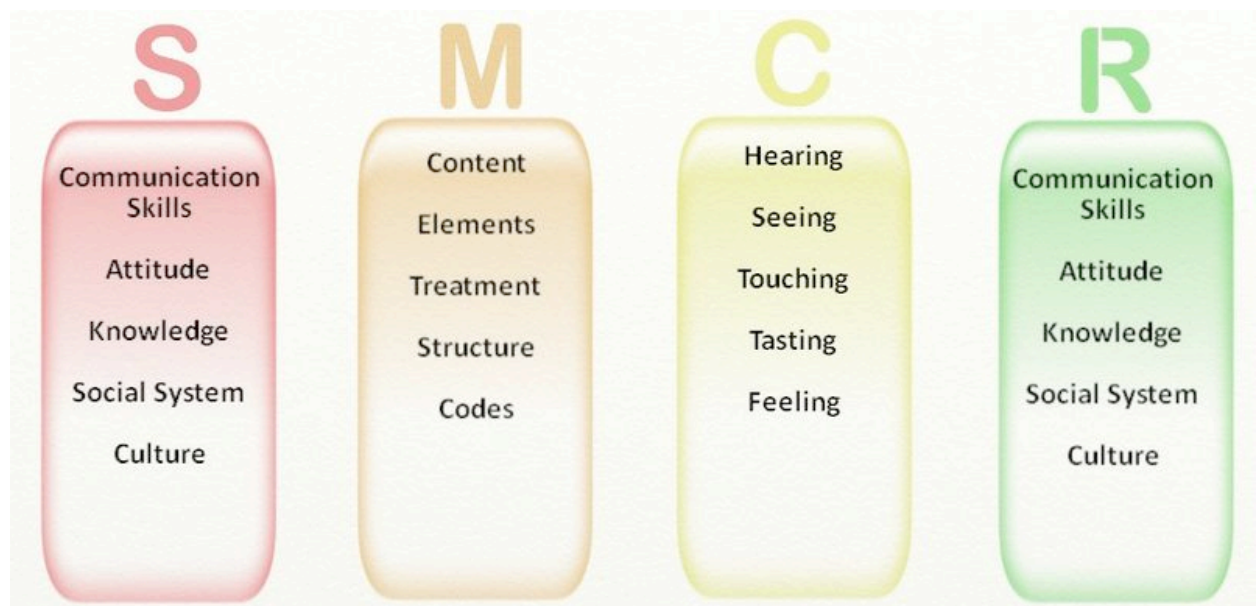 S
Communication
Skills
Attitude
Knowledge
Social System
Culture
M
Content
Elements
Treatment
Structure
Codes
C
Hearing
Seeing
Touching
Tasting
Feeling
R
Communication
Skills
Attitude
Knowledge
Social System
Culture